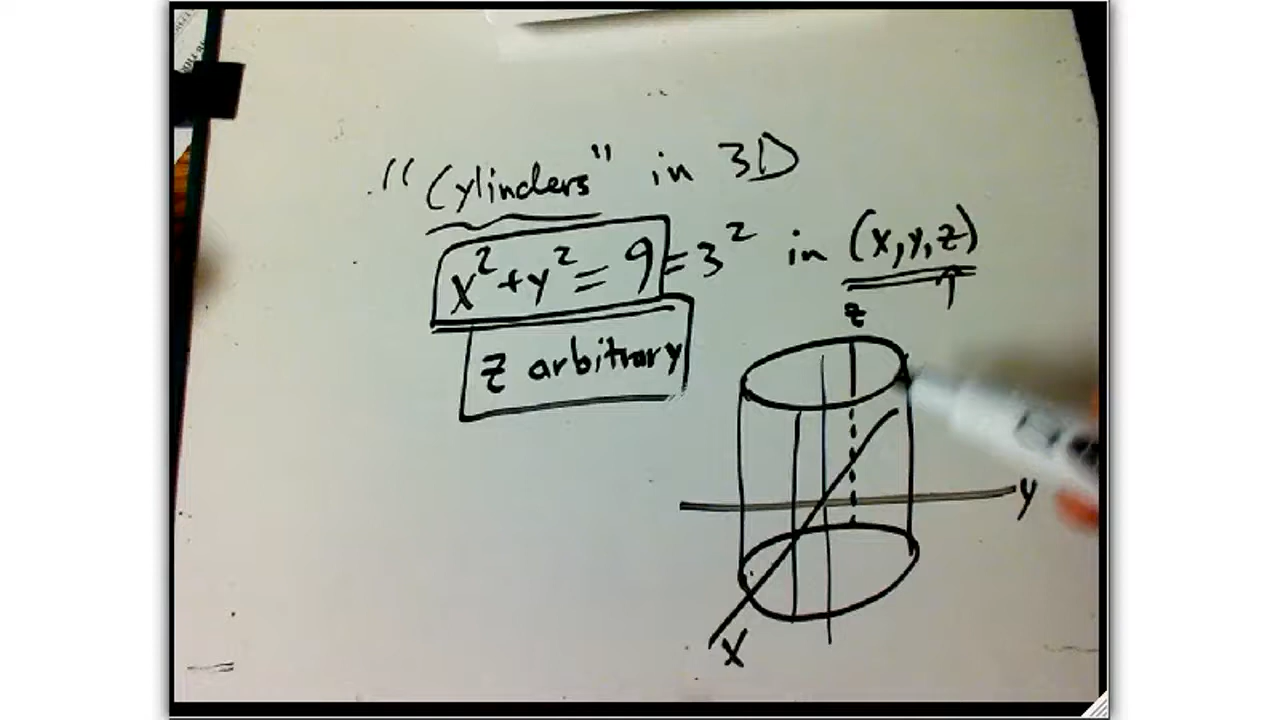 "Cylinders" in 3D
x² + y² = 9 = 3² in (x, y, z)
z arbitrary
z
y
x